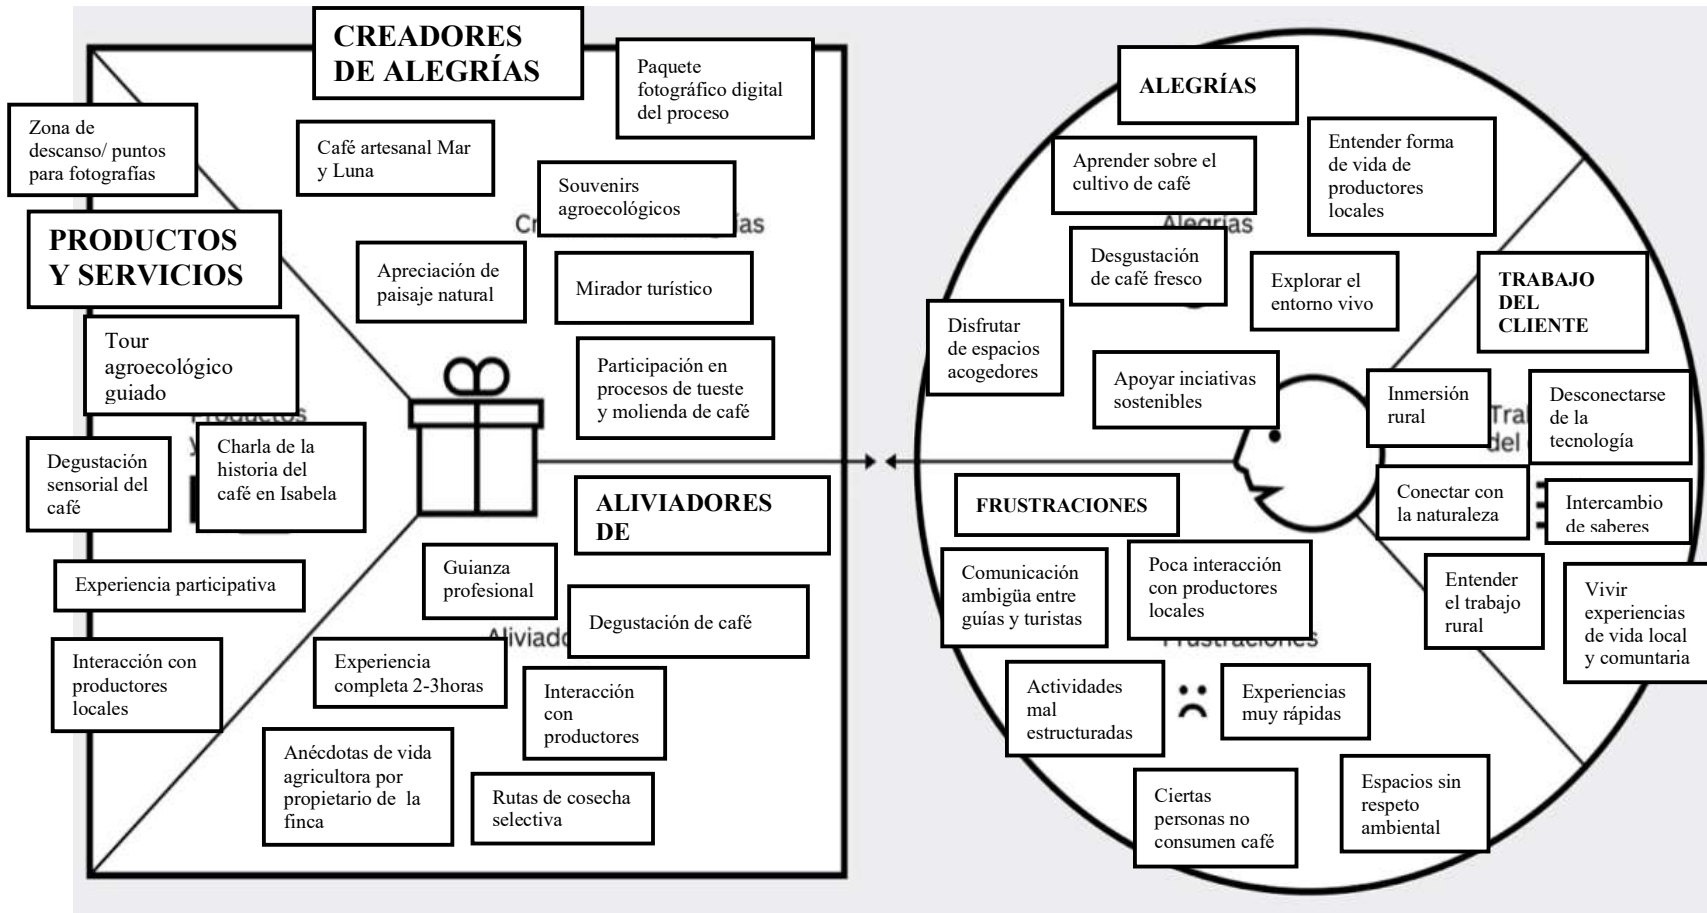 CREADORES
DE ALEGRÍAS
Paquete
fotográfico digital
del proceso
Zona de
descanso/ puntos
para fotografías
Café artesanal Mar
y Luna
Souvenirs
agroecológicos
Cr
ías
PRODUCTOS
Y SERVICIOS
Apreciación de
paisaje natural
Mirador turístico
Tour
agroecológico
guiado
Participación en
procesos de tueste
y molienda de café
Productos
y
Degustación
sensorial del
café
Charla de la
historia del
café en Isabela
ALIVIADORES
DE
Experiencia participativa
Guianza
profesional
Degustación de café
Aliviado
Interacción con
productores
locales
Experiencia
completa 2-3horas
Interacción
con
productores
Anécdotas de vida
agricultora por
propietario de la
finca
Rutas de cosecha
selectiva
ALEGRÍAS
Aprender sobre el
cultivo de café
Entender forma
de vida de
productores
locales
Alegrías
Desgustación
de café fresco
Explorar el
entorno vivo
TRABAJO
DEL
CLIENTE
Disfrutar
de espacios
acogedores
Apoyar inciativas
sostenibles
Inmersión
rural
Tra
del
Desconectarse
de la
tecnología
FRUSTRACIONES
Conectar con
la naturaleza
Intercambio
de saberes
Comunicación
ambigüa entre
guías y turistas
Poca interacción
con productores
locales
Frustraciones
Entender
el trabajo
rural
Vivir
experiencias
de vida local
y comuntaria
Actividades
mal
estructuradas
Experiencias
muy rápidas
Ciertas
personas no
consumen café
Espacios sin
respeto
ambiental